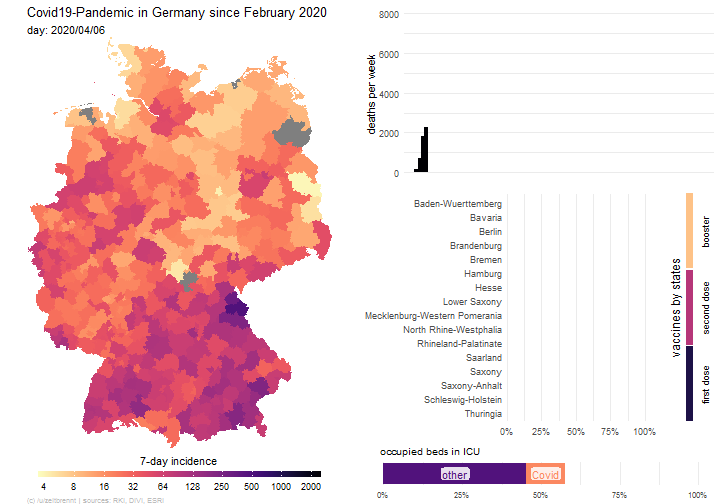 Covid19-Pandemic in Germany since February 2020
day: 2020/04/06
7-day incidence
4 8 16 32 64 120 250 500 1000 2000
(c) /u/zeitbremt | sources: RKI, DIVI, ESRI
deaths per week
8000
6000
4000
2000
0
Baden-Wuerttemberg
Bavaria
Berlin
Brandenburg
Bremen
Hamburg
Hesse
Lower Saxony
Mecklenburg-Western Pomerania
North Rhine-Westphalia
Rhineland-Palatinate
Saarland
Saxony
Saxony-Anhalt
Schleswig-Holstein
Thuringia
0% 25% 50% 75% 100%
vaccines by states
booster
second dose
first dose
occupied beds in ICU
other Covid
0% 25% 50% 75% 100%